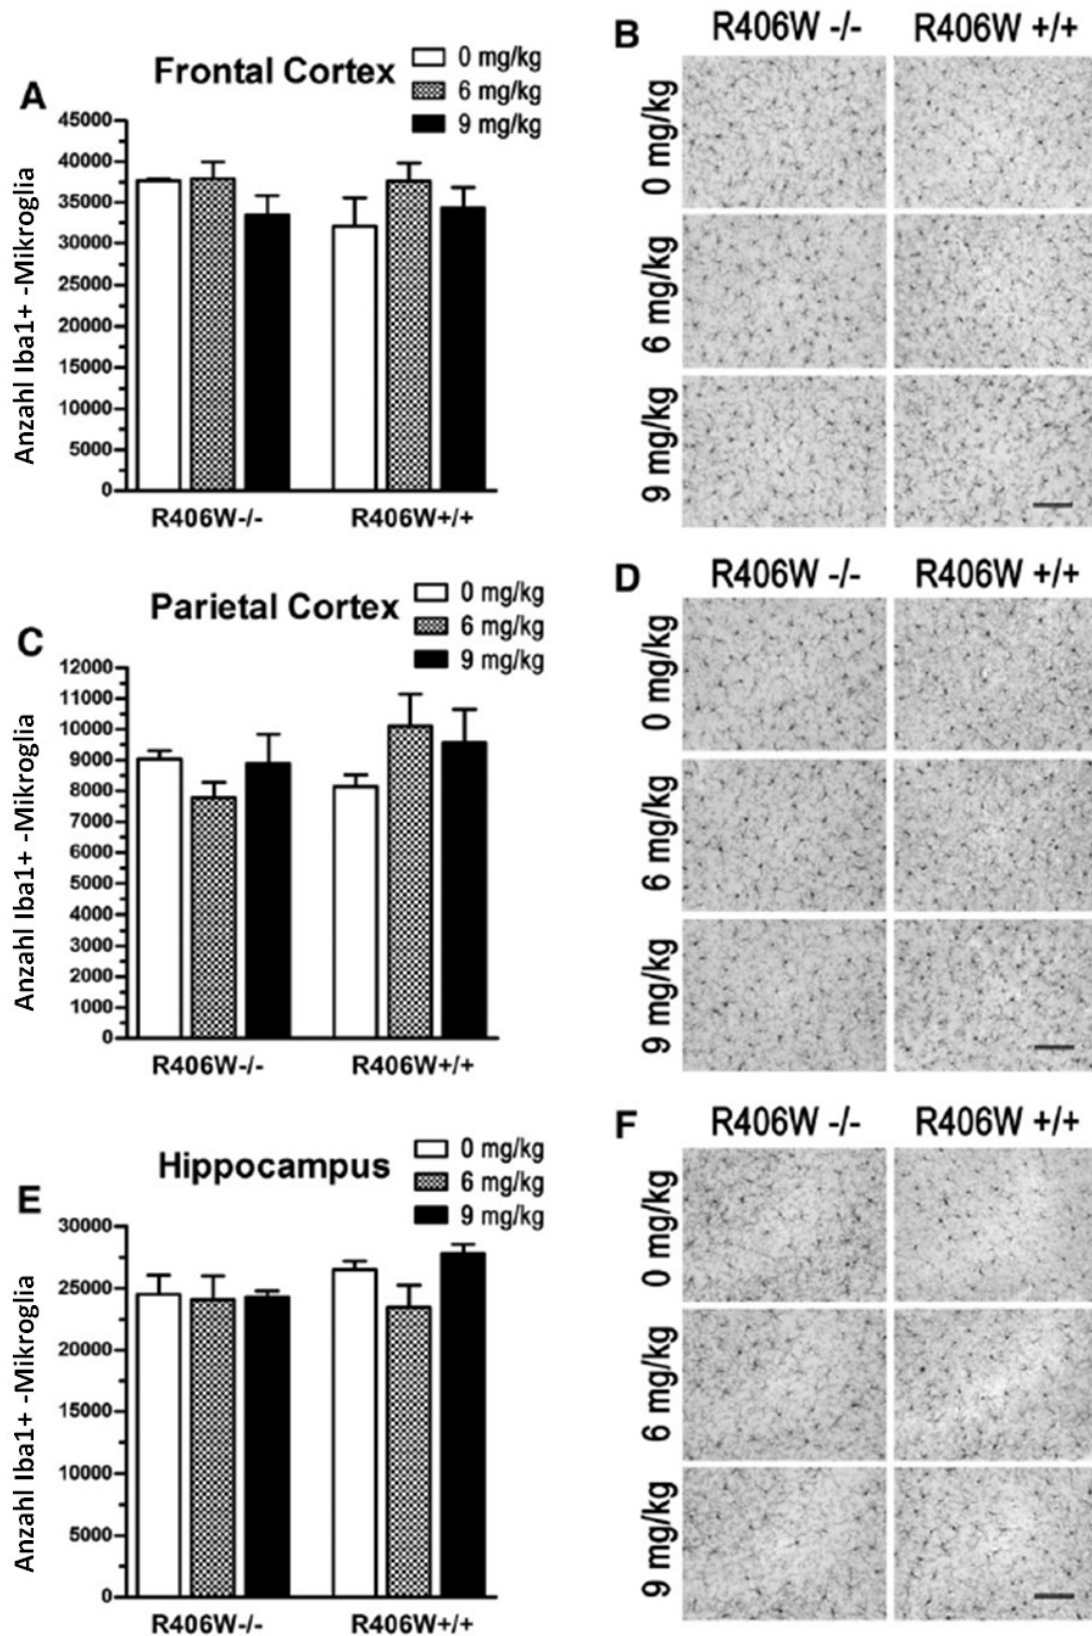 A
Frontal Cortex
0 mg/kg
6 mg/kg
9 mg/kg
Anzahl Iba1+ -Mikroglia
45000
40000
35000
30000
25000
20000
15000
10000
5000
0
R406W-/-
R406W+/+
B
R406W -/-
R406W +/+
0 mg/kg
6 mg/kg
9 mg/kg
C
Parietal Cortex
0 mg/kg
6 mg/kg
9 mg/kg
Anzahl Iba1+ -Mikroglia
12000
11000
10000
9000
8000
7000
6000
5000
4000
3000
2000
1000
0
R406W-/-
R406W+/+
D
R406W -/-
R406W +/+
0 mg/kg
6 mg/kg
9 mg/kg
E
Hippocampus
0 mg/kg
6 mg/kg
9 mg/kg
Anzahl Iba1+ -Mikroglia
30000
25000
20000
15000
10000
5000
0
R406W-/-
R406W+/+
F
R406W -/-
R406W +/+
0 mg/kg
6 mg/kg
9 mg/kg